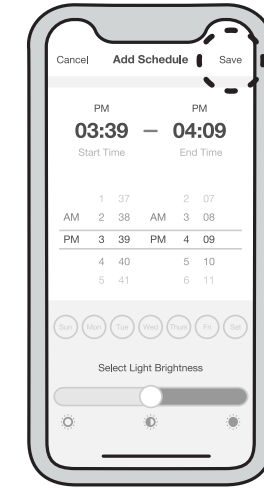 Cancel Add Schedule Save
PM PM
03:39 — 04:09
Start Time End Time
1 37 2 07
AM 2 38 AM 3 08
PM 3 39 PM 4 09
4 40 5 10
5 41 6 11
Sun Mon Tue Wed Thurs Fri Sat
Select Light Brightness